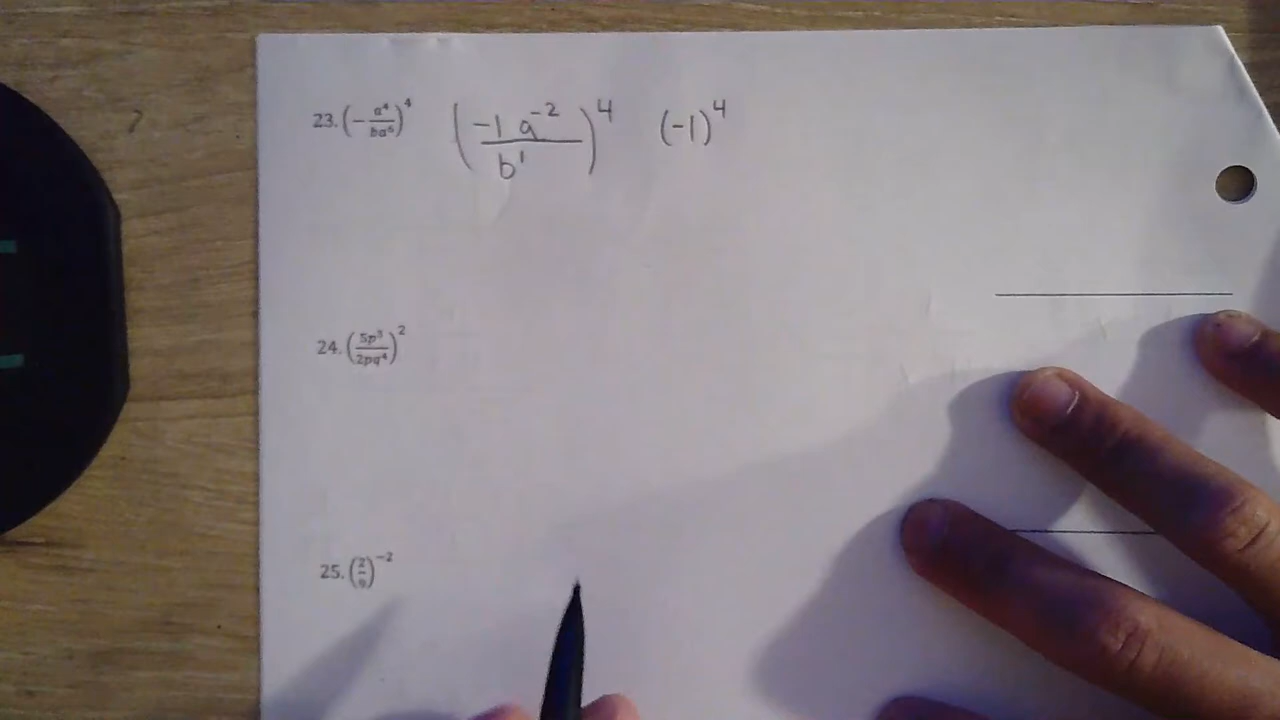 23. (-a⁴/ba⁶)⁴ (-1 a⁻²/b¹)⁴ (-1)⁴
24. (5p³/2pq⁴)²
25. (2/9)⁻²